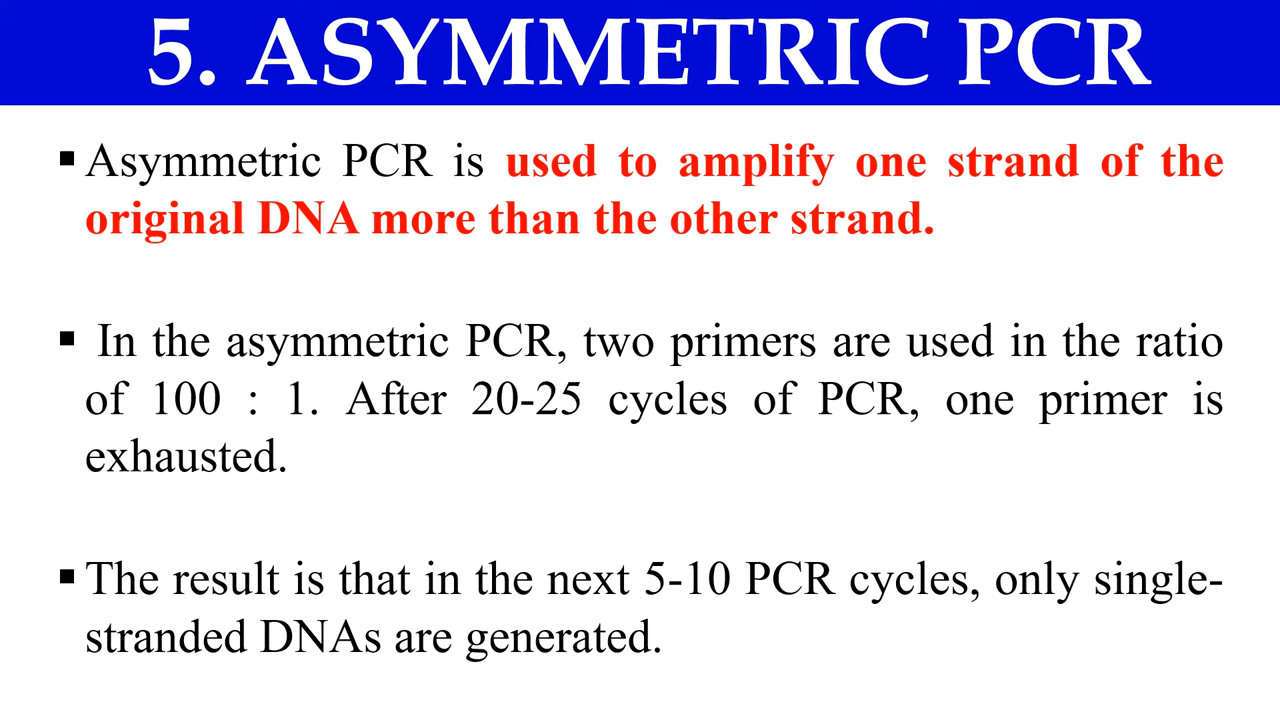 5. ASYMMETRIC PCR
▪ Asymmetric PCR is used to amplify one strand of the
original DNA more than the other strand.
▪ In the asymmetric PCR, two primers are used in the ratio
of 100 : 1. After 20-25 cycles of PCR, one primer is
exhausted.
▪ The result is that in the next 5-10 PCR cycles, only single-
stranded DNAs are generated.